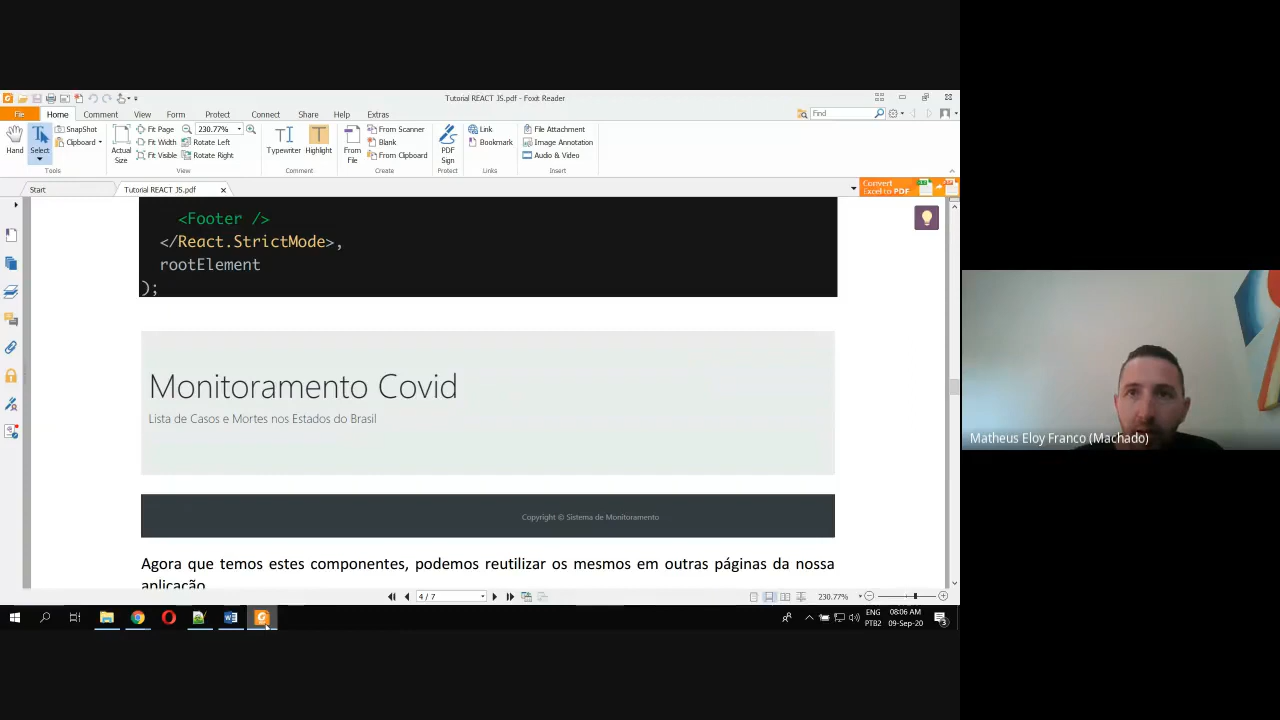 Tutorial REACT JS.pdf - Foxit Reader
File Home Comment View Form Protect Connect Share Help Extras
Find
Hand
Select
SnapShot
Clipboard
Tools
Actual Size
Fit Page
Fit Width
Fit Visible
230.77%
Rotate Left
Rotate Right
View
Typewriter
Highlight
Comment
From File
From Scanner
Blank
From Clipboard
Create
PDF Sign
Protect
Link
Bookmark
Links
File Attachment
Image Annotation
Audio & Video
Insert
Start
Tutorial REACT JS.pdf
Convert Excel to PDF
<Footer />
</React.StrictMode>,
rootElement
);
Monitoramento Covid
Lista de Casos e Mortes nos Estados do Brasil
Copyright © Sistema de Monitoramento
Agora que temos estes componentes, podemos reutilizar os mesmos em outras páginas da nossa
aplicação
4 / 7
230.77%
ENG
PTB2
08:06 AM
09-Sep-20
3
Matheus Eloy Franco (Machado)